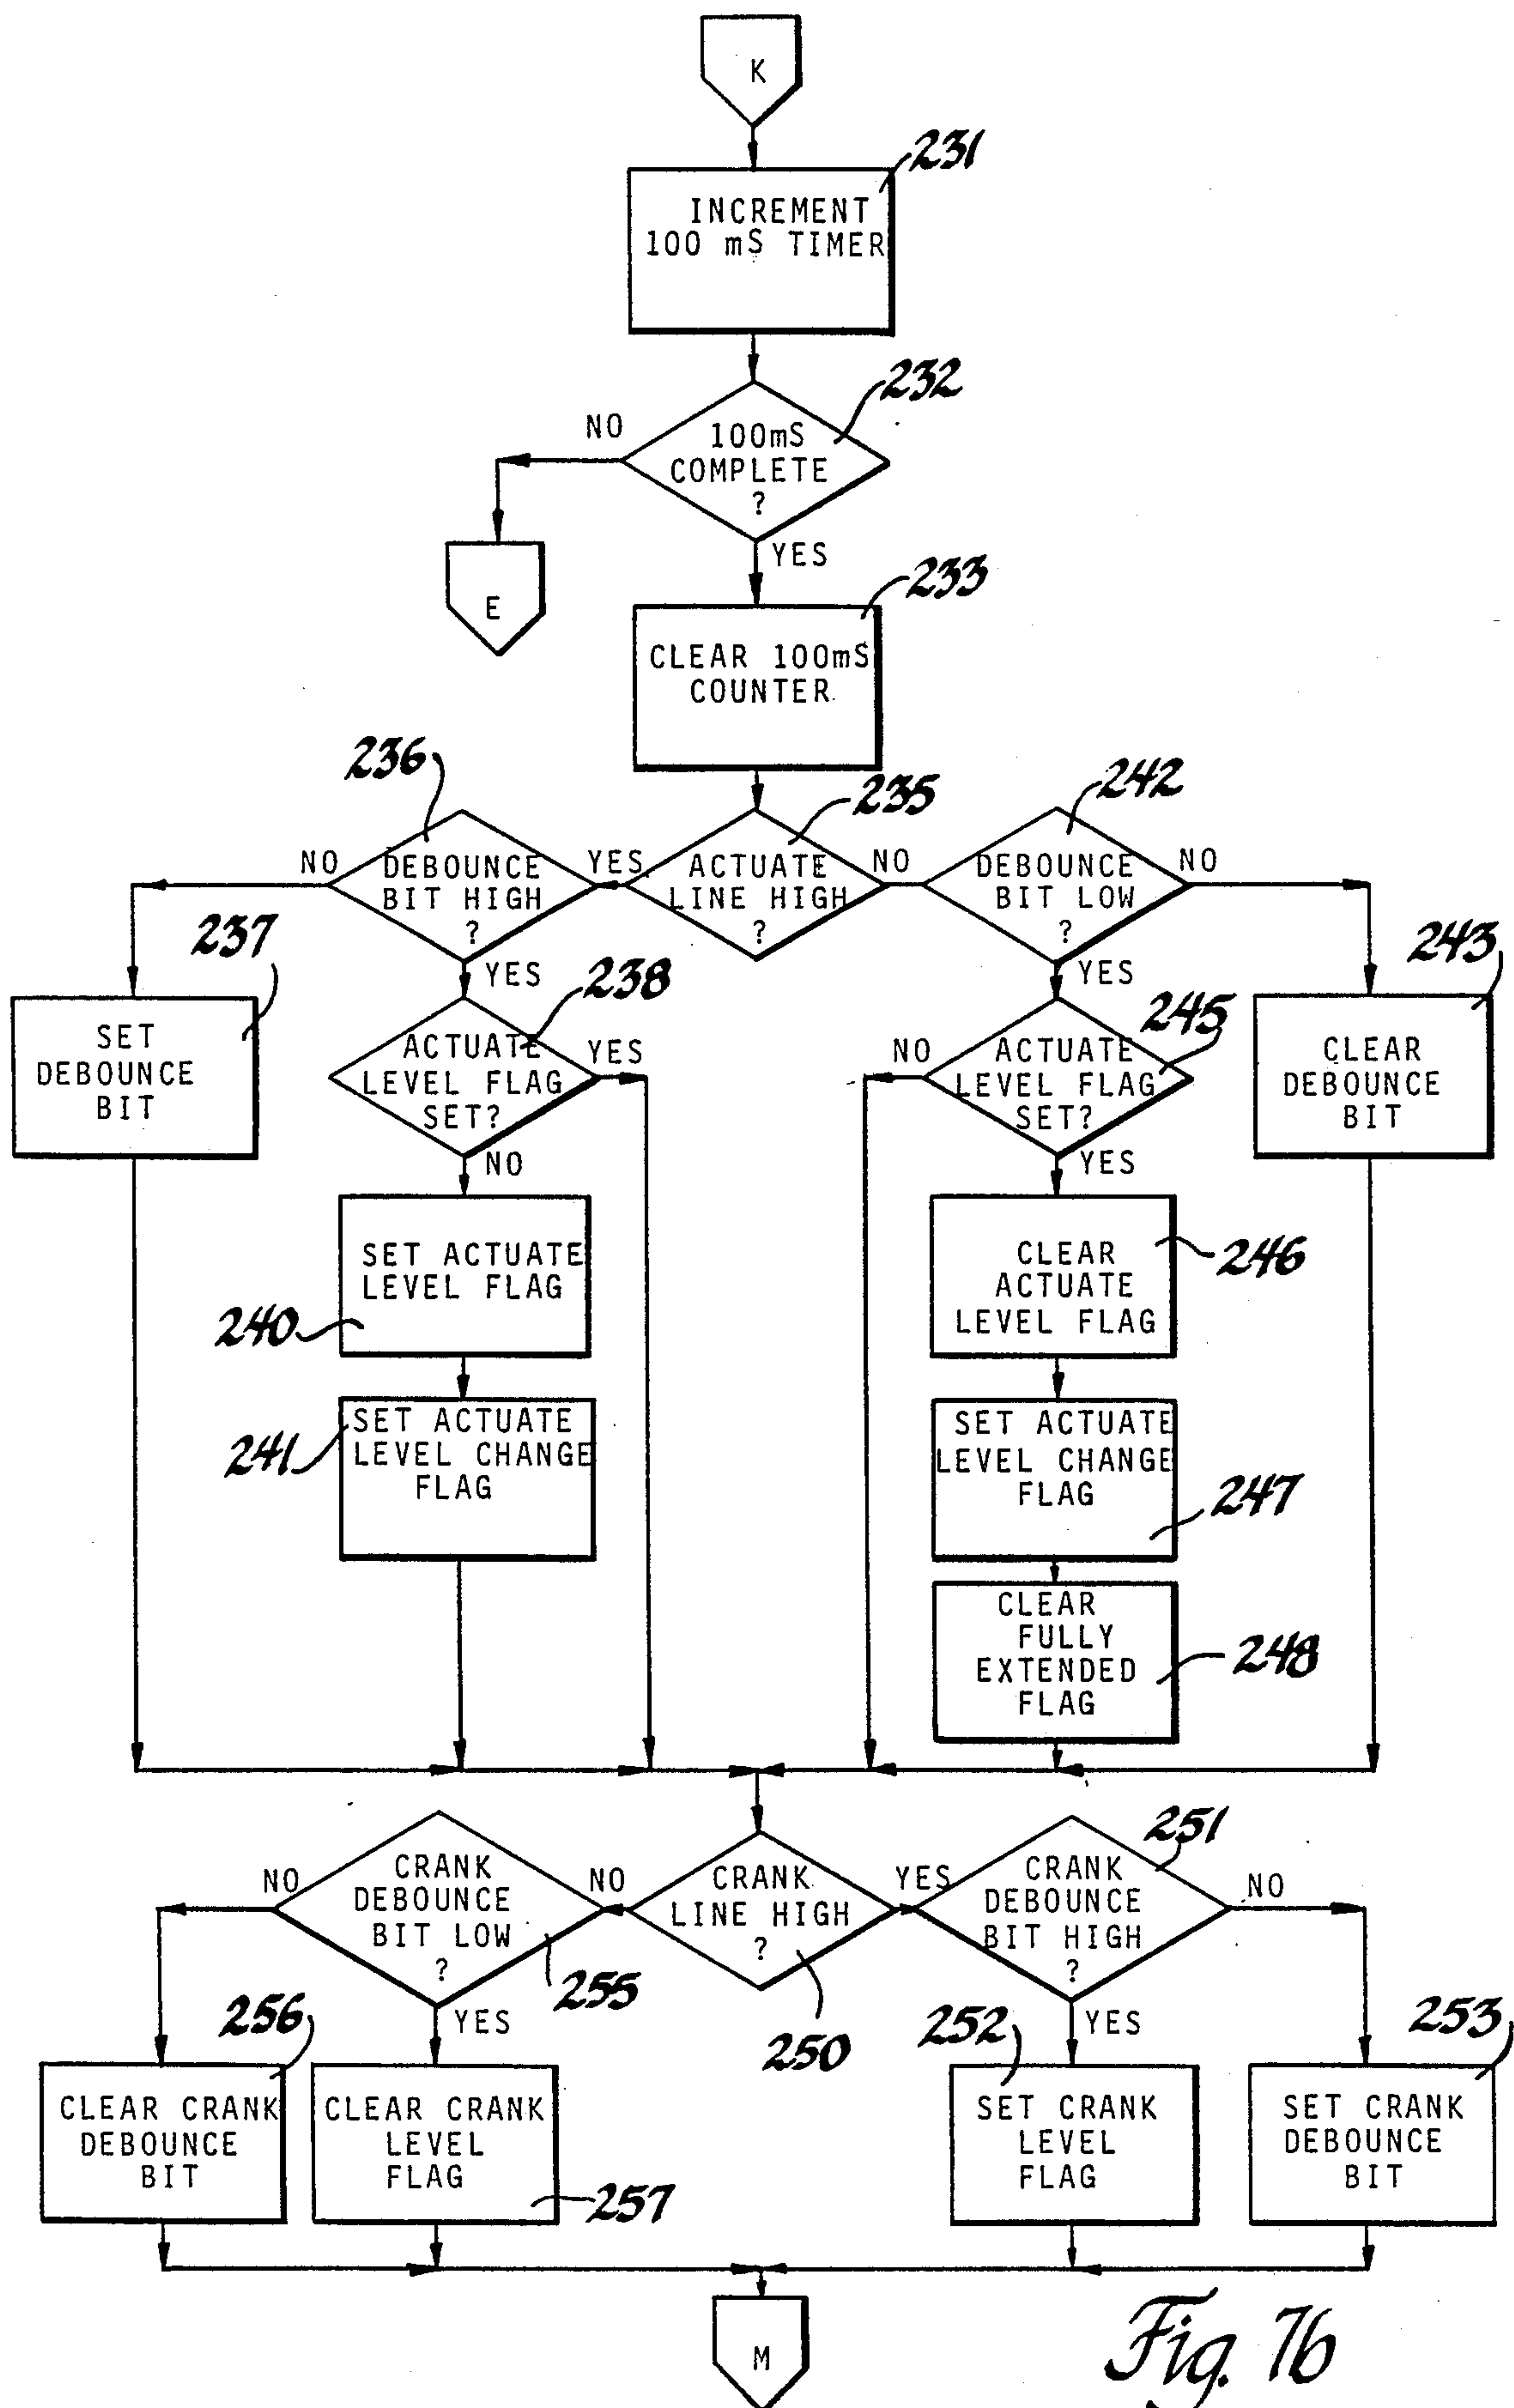 K
231
INCREMENT
100 mS TIMER
232
NO
100mS
COMPLETE
?
YES
E
233
CLEAR 100mS
COUNTER
236
235
242
NO
DEBOUNCE
BIT HIGH
?
YES
ACTUATE
LINE HIGH
?
NO
DEBOUNCE
BIT LOW
?
NO
237
YES
238
YES
243
SET
DEBOUNCE
BIT
ACTUATE
LEVEL FLAG
SET?
YES
NO
245
ACTUATE
LEVEL FLAG
SET?
CLEAR
DEBOUNCE
BIT
NO
YES
SET ACTUATE
LEVEL FLAG
240
CLEAR
ACTUATE
LEVEL FLAG
246
241
SET ACTUATE
LEVEL CHANGE
FLAG
SET ACTUATE
LEVEL CHANGE
FLAG
247
CLEAR
FULLY
EXTENDED
FLAG
248
251
NO
CRANK
DEBOUNCE
BIT LOW
?
NO
CRANK
LINE HIGH
?
YES
CRANK
DEBOUNCE
BIT HIGH
?
NO
255
250
256
YES
252
YES
253
CLEAR CRANK
DEBOUNCE
BIT
CLEAR CRANK
LEVEL
FLAG
257
SET CRANK
LEVEL
FLAG
SET CRANK
DEBOUNCE
BIT
M
Fig. 7b